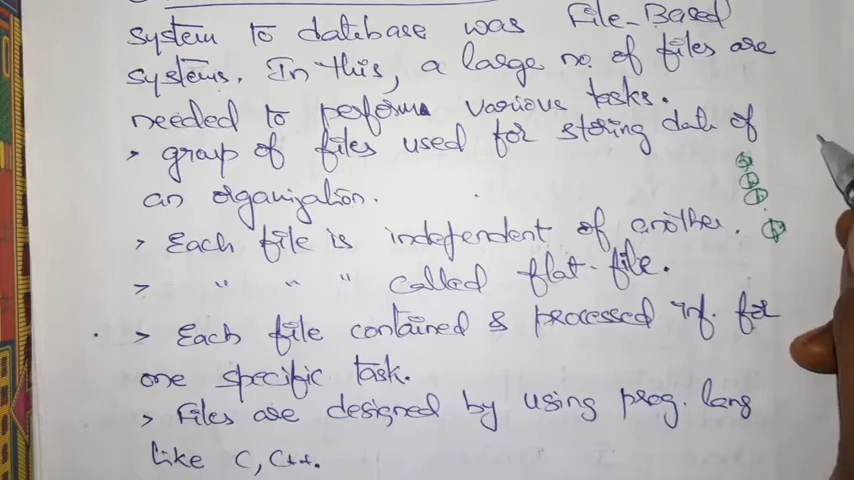 system to database was File-Based
systems. In this, a large no. of files are
needed to perform various tasks.
> group of files used for storing data of
an organization.
> Each file is independent of another.
> " " " called flat-file.
> Each file contained & processed inf. for
one specific task.
> Files are designed by using prog. lang
like C, C++.